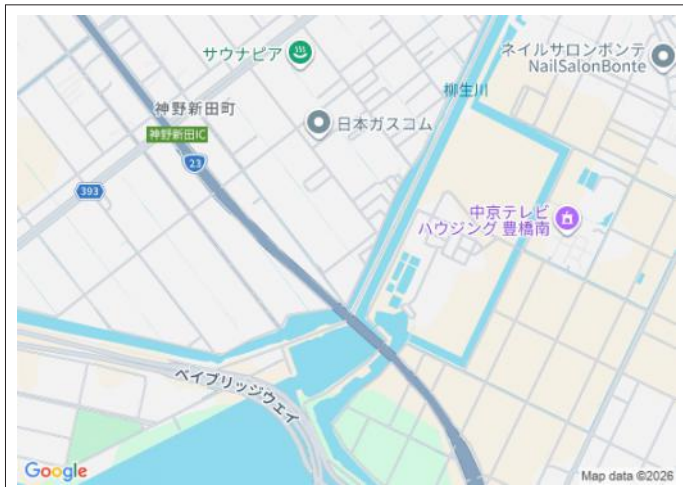 サウナピア
ネイルサロンボンテ
NailSalonBonte
柳生川
神野新田町
日本ガスコム
神野新田IC
23
393
中京テレビ
ハウジング 豊橋南
ベイブリッジウェイ
Google
Map data ©2026